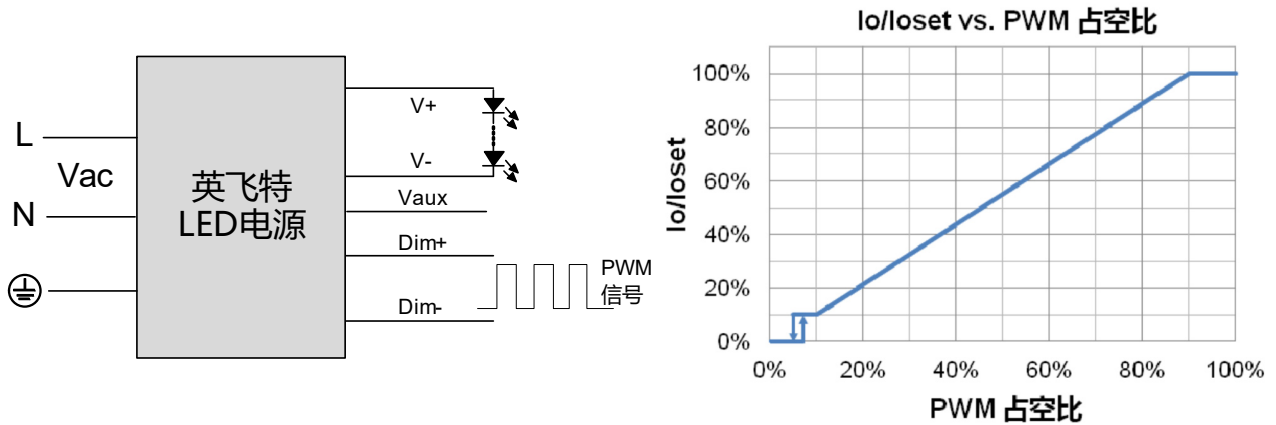 L
Vac
N
英飞特
LED电源
V+
V-
Vaux
Dim+
Dim-
PWM
信号
Io/Ioset vs. PWM 占空比
Io/Ioset
100%
80%
60%
40%
20%
0%
0% 20% 40% 60% 80% 100%
PWM 占空比